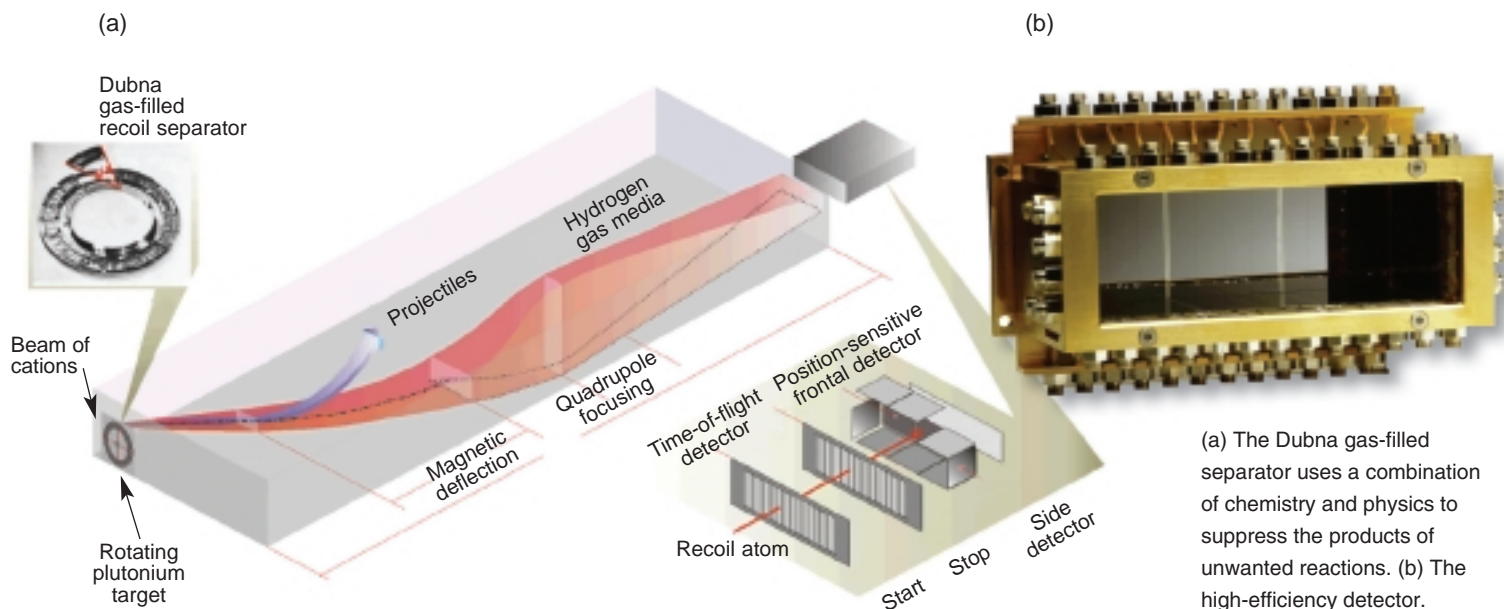 (a)
(b)
Dubna
gas-filled
recoil separator
Hydrogen
gas media
Projectiles
Beam of
cations
Quadrupole
focusing
Magnetic
deflection
Rotating
plutonium
target
Position-sensitive
frontal detector
Time-of-flight
detector
Recoil atom
Start
Stop
Side
detector
(a) The Dubna gas-filled
separator uses a combination
of chemistry and physics to
suppress the products of
unwanted reactions. (b) The
high-efficiency detector.